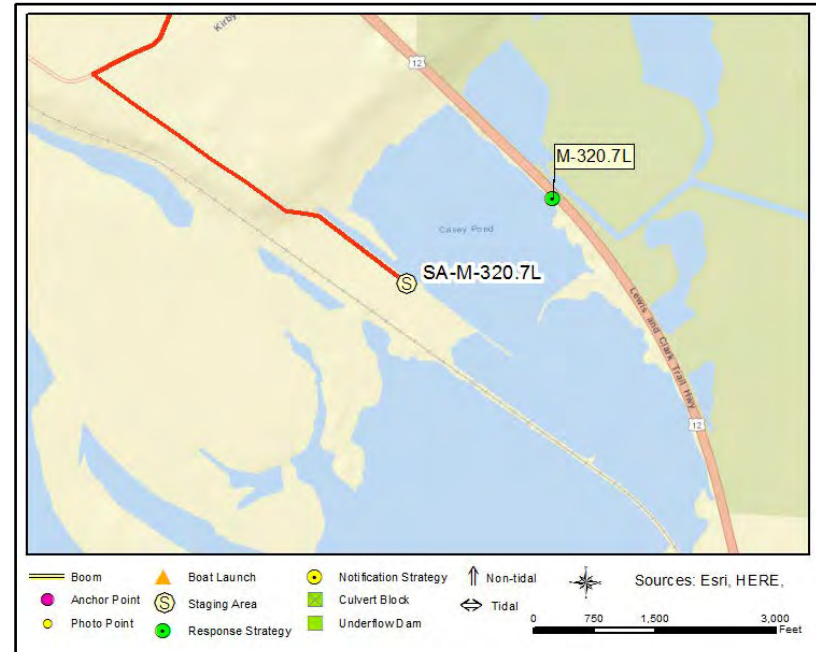 Kirby
12
M-320.7L
Casey Pond
SA-M-320.7L
S
Lewis and Clark Trail Hwy
12
Boom
Boat Launch
Notification Strategy
Non-tidal
Sources: Esri, HERE,
Anchor Point
S
Staging Area
Culvert Block
Tidal
Photo Point
Response Strategy
Underflow Dam
0 750 1,500 3,000
Feet